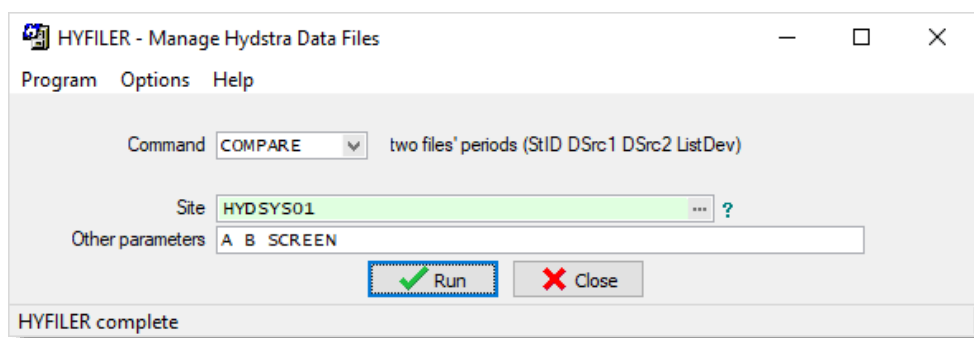 HYFILER - Manage Hydstra Data Files
Program Options Help
Command COMPARE two files' periods (StID DSrc1 DSrc2 ListDev)
Site HYDSYS01 ... ?
Other parameters A B SCREEN
Run Close
HYFILER complete